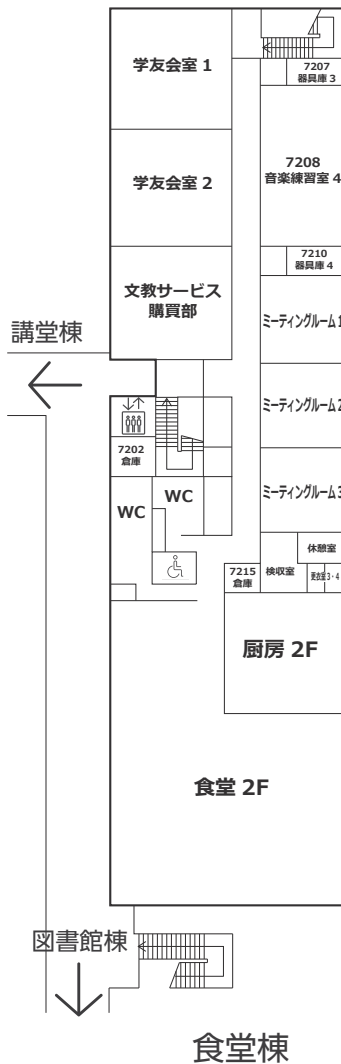 学友会室 1
7207
器具庫 3
学友会室 2
7208
音楽練習室 4
文教サービス
購買部
7210
器具庫 4
講堂棟
ミーティングルーム 1
ミーティングルーム 2
7202
倉庫
WC
WC
ミーティングルーム 3
休憩室
7215
倉庫
検収室
更衣室 3・4
厨房 2F
食堂 2F
図書館棟
食堂棟